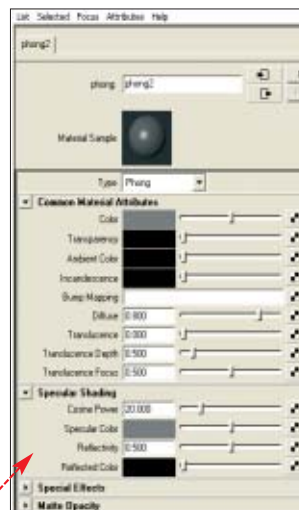 List Selected Focus Attributes Help
phong2
phong: phong2
Material Sample
Type Phong
Common Material Attributes
Color
Transparency
Ambient Color
Incandescence
Bump Mapping
Diffuse 0.800
Translucence 0.000
Translucence Depth 0.500
Translucence Focus 0.500
Specular Shading
Cosine Power 20.000
Specular Color
Reflectivity 0.500
Reflected Color
Special Effects
Matte Opacity